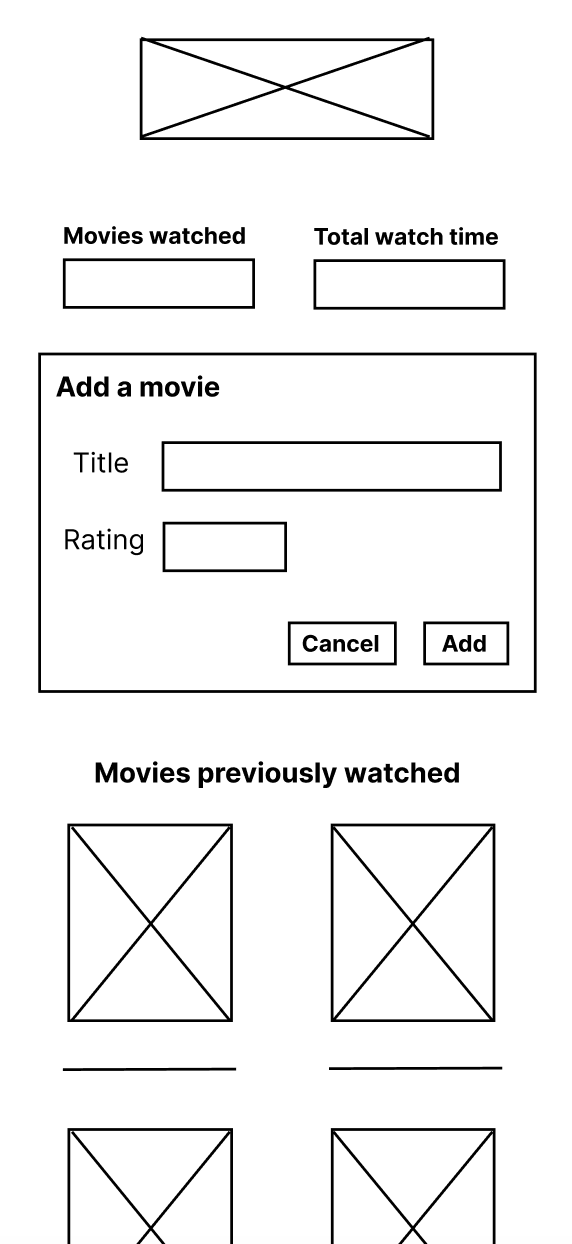 Movies watched
Total watch time
Add a movie
Title
Rating
Cancel
Add
Movies previously watched